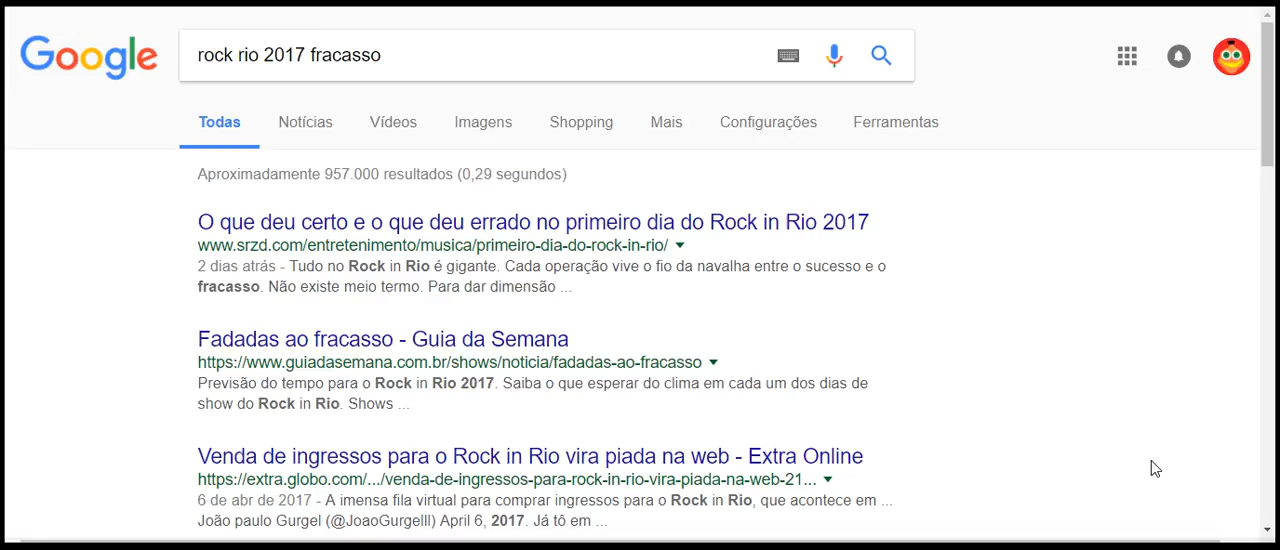 Google
rock rio 2017 fracasso
Todas Notícias Vídeos Imagens Shopping Mais Configurações Ferramentas
Aproximadamente 957.000 resultados (0,29 segundos)
O que deu certo e o que deu errado no primeiro dia do Rock in Rio 2017
www.srzd.com/entretenimento/musica/primeiro-dia-do-rock-in-rio/
2 dias atrás - Tudo no Rock in Rio é gigante. Cada operação vive o fio da navalha entre o sucesso e o
fracasso. Não existe meio termo. Para dar dimensão ...
Fadadas ao fracasso - Guia da Semana
https://www.guiadasemana.com.br/shows/noticia/fadadas-ao-fracasso
Previsão do tempo para o Rock in Rio 2017. Saiba o que esperar do clima em cada um dos dias de
show do Rock in Rio. Shows ...
Venda de ingressos para o Rock in Rio vira piada na web - Extra Online
https://extra.globo.com/.../venda-de-ingressos-para-rock-in-rio-vira-piada-na-web-21...
6 de abr de 2017 - A imensa fila virtual para comprar ingressos para o Rock in Rio, que acontece em ...
João paulo Gurgel (@JoaoGurgelll) April 6, 2017. Já tô em ...